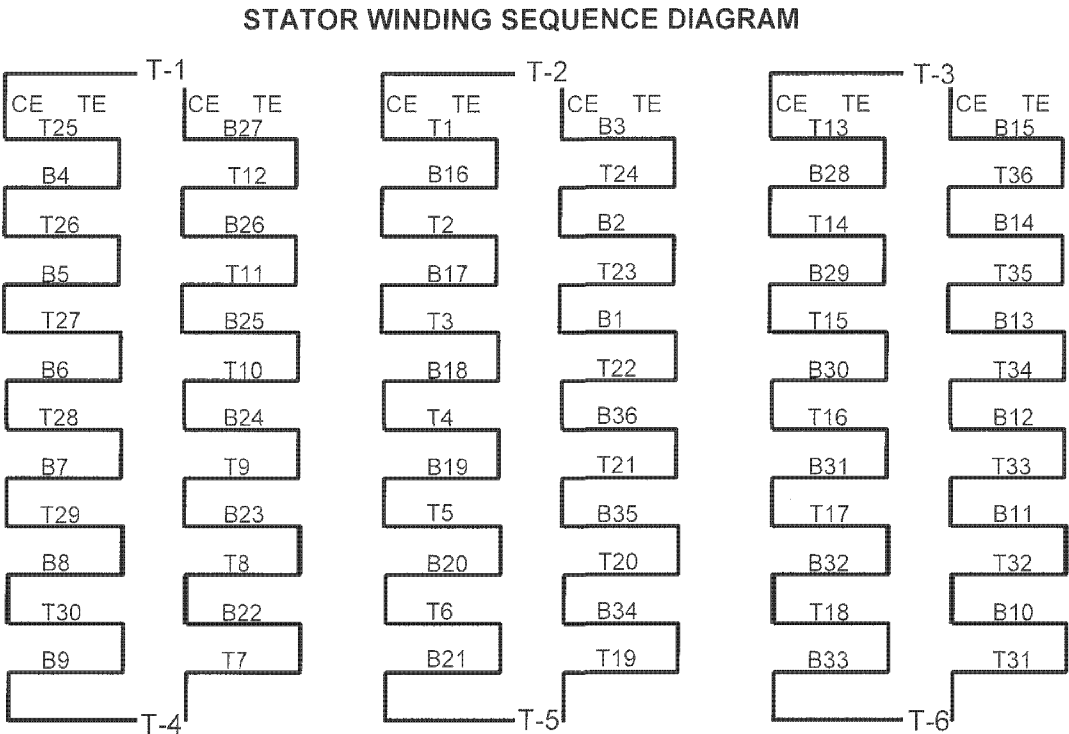 STATOR WINDING SEQUENCE DIAGRAM
T-1 T-2 T-3
CE TE CE TE CE TE CE TE CE TE CE TE
T25 B27 T1 B3 T13 B15
B4 T12 B16 T24 B28 T36
T26 B26 T2 B2 T14 B14
B5 T11 B17 T23 B29 T35
T27 B25 T3 B1 T15 B13
B6 T10 B18 T22 B30 T34
T28 B24 T4 B36 T16 B12
B7 T9 B19 T21 B31 T33
T29 B23 T5 B35 T17 B11
B8 T8 B20 T20 B32 T32
T30 B22 T6 B34 T18 B10
B9 T7 B21 T19 B33 T31
T-4 T-5 T-6